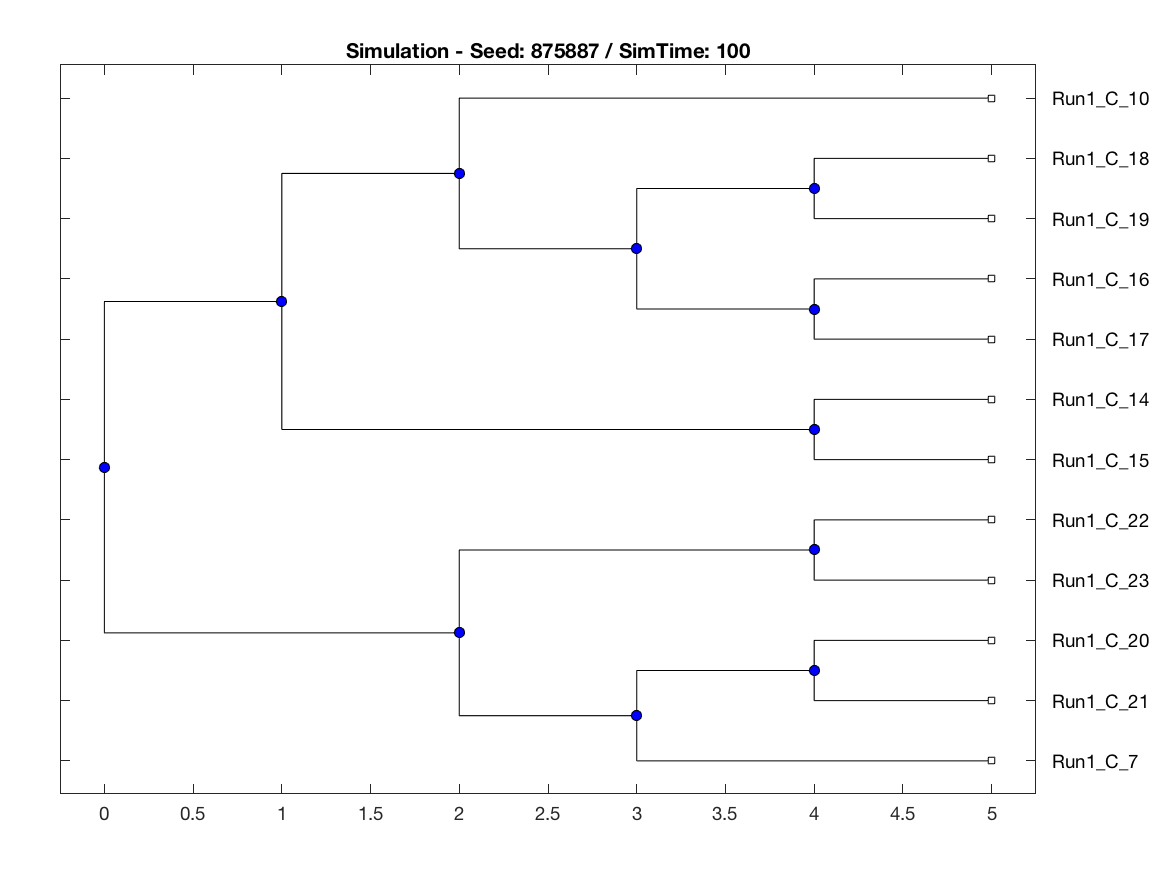 Simulation - Seed: 875887 / SimTime: 100
Run1_C_10
Run1_C_18
Run1_C_19
Run1_C_16
Run1_C_17
Run1_C_14
Run1_C_15
Run1_C_22
Run1_C_23
Run1_C_20
Run1_C_21
Run1_C_7
0 0.5 1 1.5 2 2.5 3 3.5 4 4.5 5